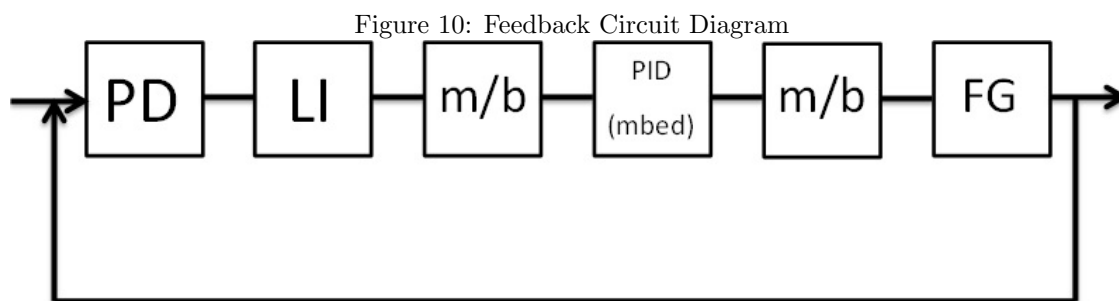 Figure 10: Feedback Circuit Diagram
PD
LI
m/b
PID
(mbed)
m/b
FG